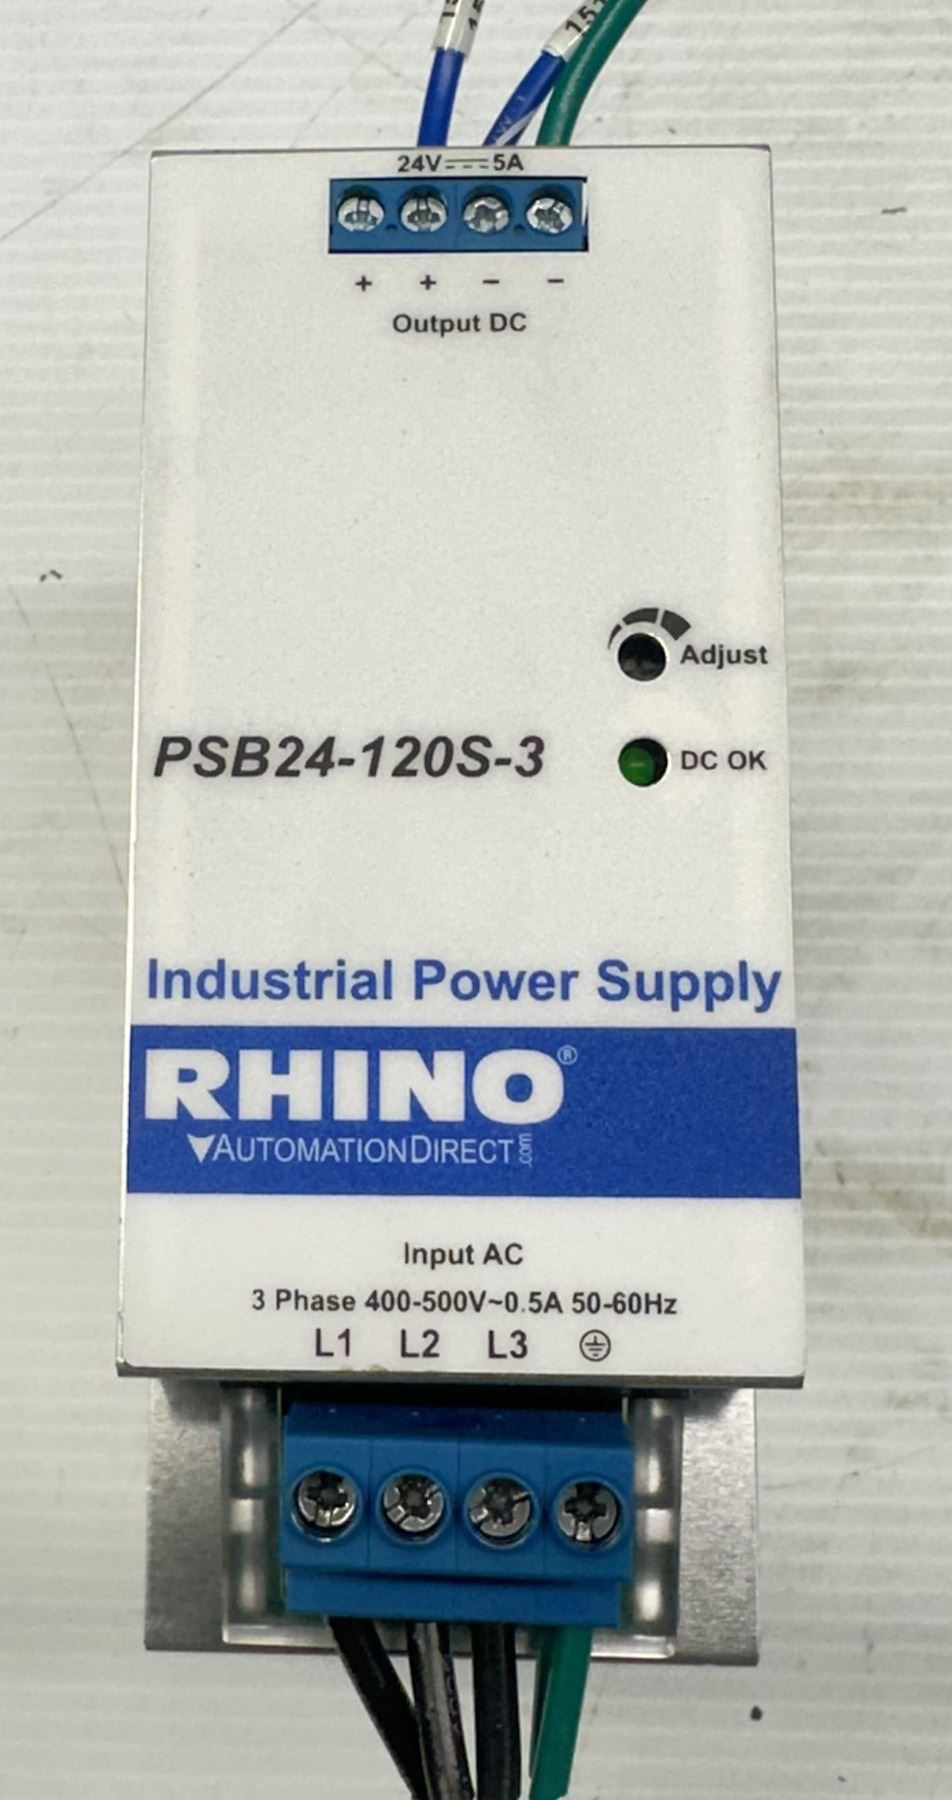 24V 5A
+ + − −
Output DC
Adjust
PSB24-120S-3
DC OK
Industrial Power Supply
RHINO®
AUTOMATIONDIRECT.com
Input AC
3 Phase 400-500V~0.5A 50-60Hz
L1 L2 L3